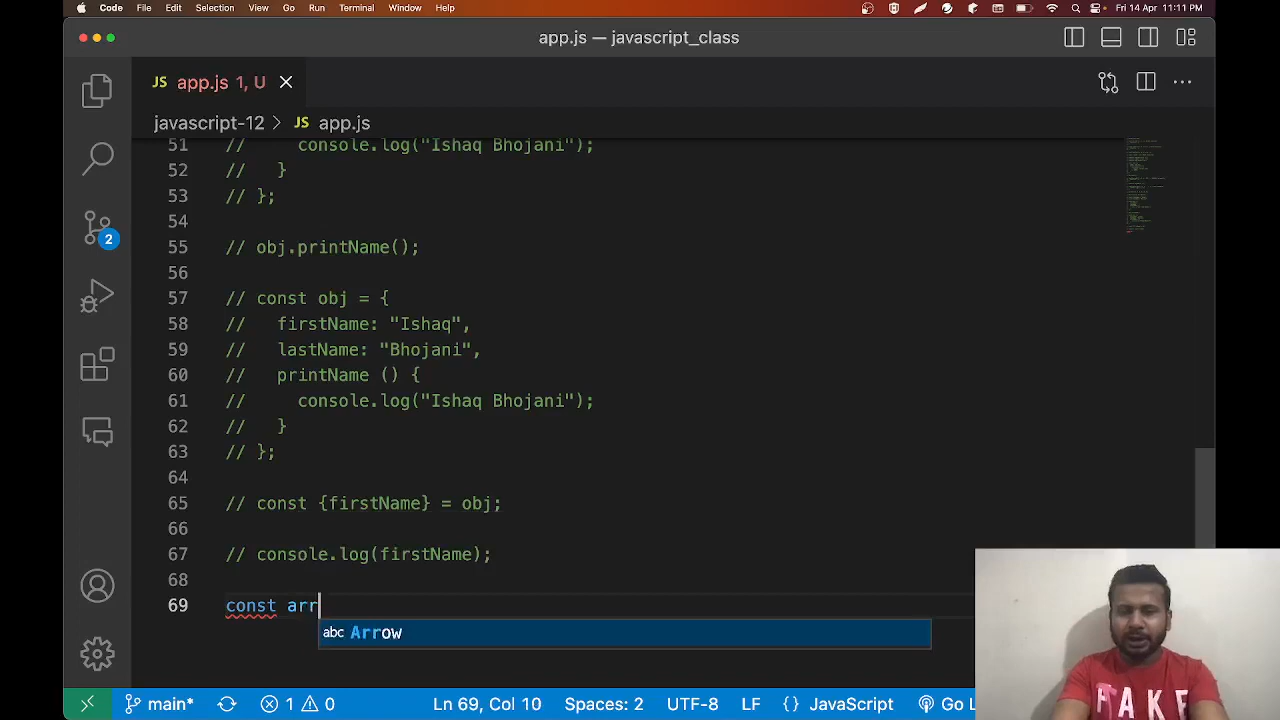 Code File Edit Selection View Go Run Terminal Window Help Fri 14 Apr 11:11 PM
app.js — javascript_class
JS app.js 1, U
javascript-12 > JS app.js
51 // console.log("Ishaq Bhojani");
52 // }
53 // };
54
55 // obj.printName();
56
57 // const obj = {
58 // firstName: "Ishaq",
59 // lastName: "Bhojani",
60 // printName () {
61 // console.log("Ishaq Bhojani");
62 // }
63 // };
64
65 // const {firstName} = obj;
66
67 // console.log(firstName);
68
69 const arr
abc Arrow
2
main* 1 0 Ln 69, Col 10 Spaces: 2 UTF-8 LF {} JavaScript Go L